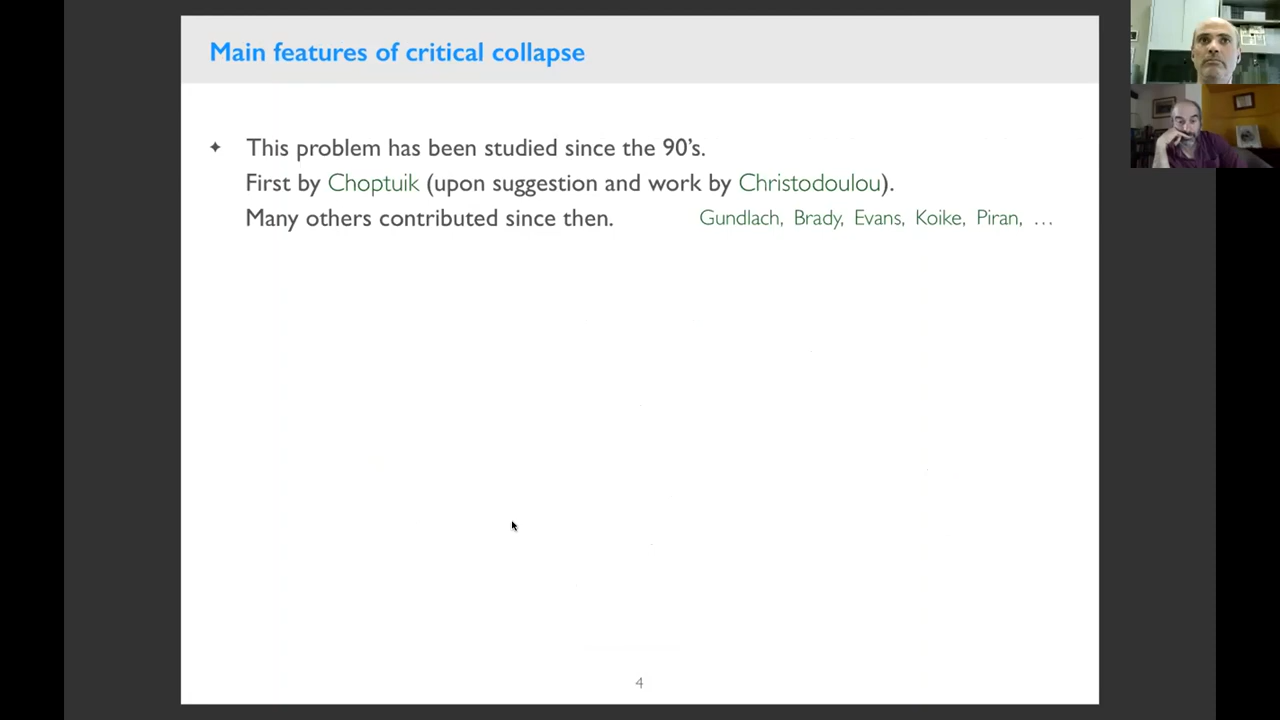 Main features of critical collapse
✦ This problem has been studied since the 90's.
First by Choptuik (upon suggestion and work by Christodoulou).
Many others contributed since then. Gundlach, Brady, Evans, Koike, Piran, …
4